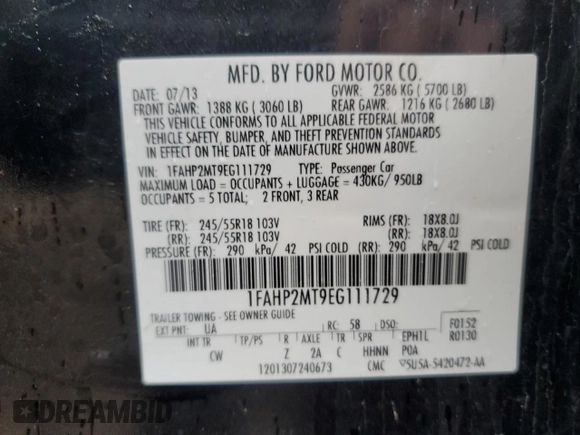 MFD. BY FORD MOTOR CO.
DATE: 07/13 GVWR: 2586 KG ( 5700 LB)
FRONT GAWR: 1388 KG ( 3060 LB) REAR GAWR: 1216 KG ( 2680 LB)
THIS VEHICLE CONFORMS TO ALL APPLICABLE FEDERAL MOTOR
VEHICLE SAFETY, BUMPER, AND THEFT PREVENTION STANDARDS
IN EFFECT ON THE DATE OF MANUFACTURE SHOWN ABOVE.
VIN: 1FAHP2MT9EG111729 TYPE: Passenger Car
MAXIMUM LOAD = OCCUPANTS + LUGGAGE = 430KG/ 950LB
OCCUPANTS = 5 TOTAL; 2 FRONT, 3 REAR
TIRE (FR): 245/55R18 103V RIMS (FR): 18X8.0J
(RR): 245/55R18 103V (RR): 18X8.0J
PRESSURE (FR): 290 kPa/ 42 PSI COLD (RR): 290 kPa/ 42 PSI COLD
1FAHP2MT9EG111729
TRAILER TOWING - SEE OWNER GUIDE
EXT PNT: UA RC: 58 DSO: F0152
INT TR TP/PS R AXLE TR SPR EPHTL R0130
CW Z 2A C HHNN P0A
1201307240673 CMC SU5A-5420472-AA
DREAMBID